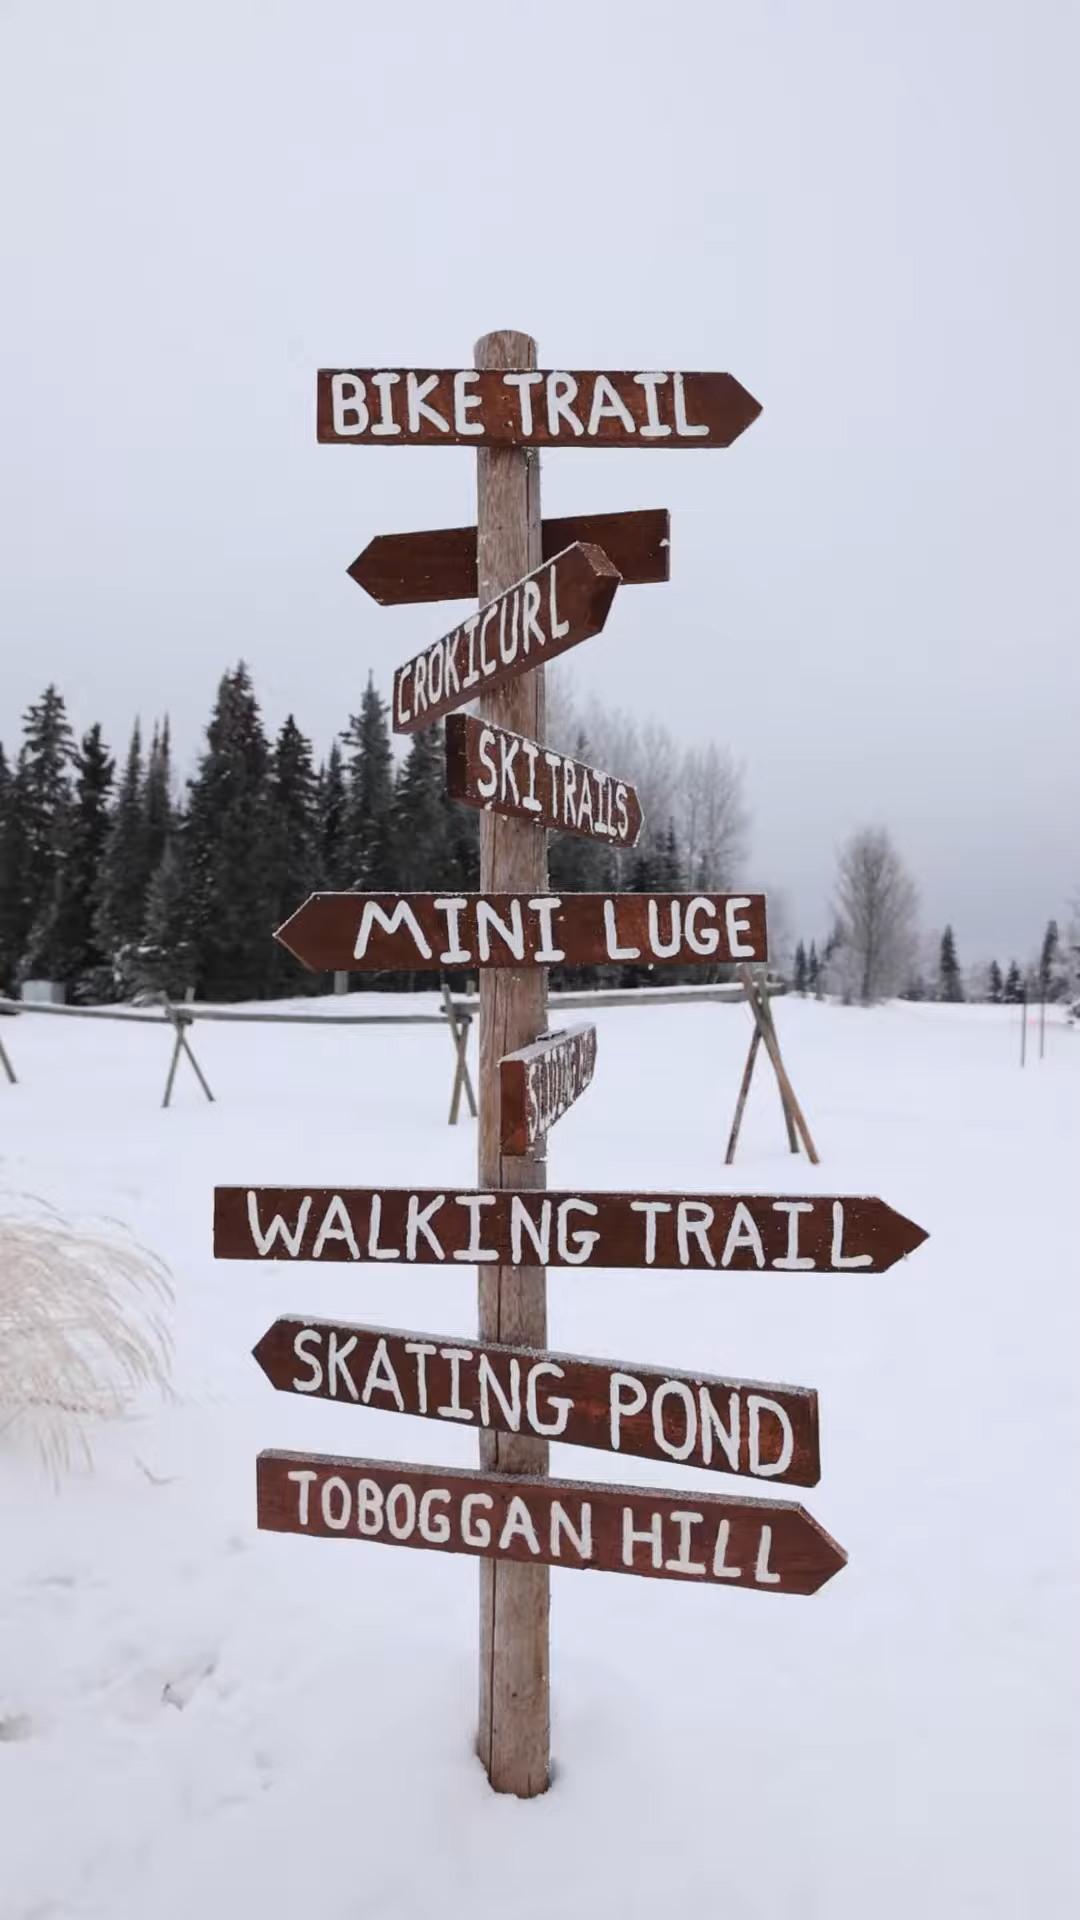 BIKE TRAIL
CROKICURL
SKI TRAILS
MINI LUGE
WALKING TRAIL
SKATING POND
TOBOGGAN HILL